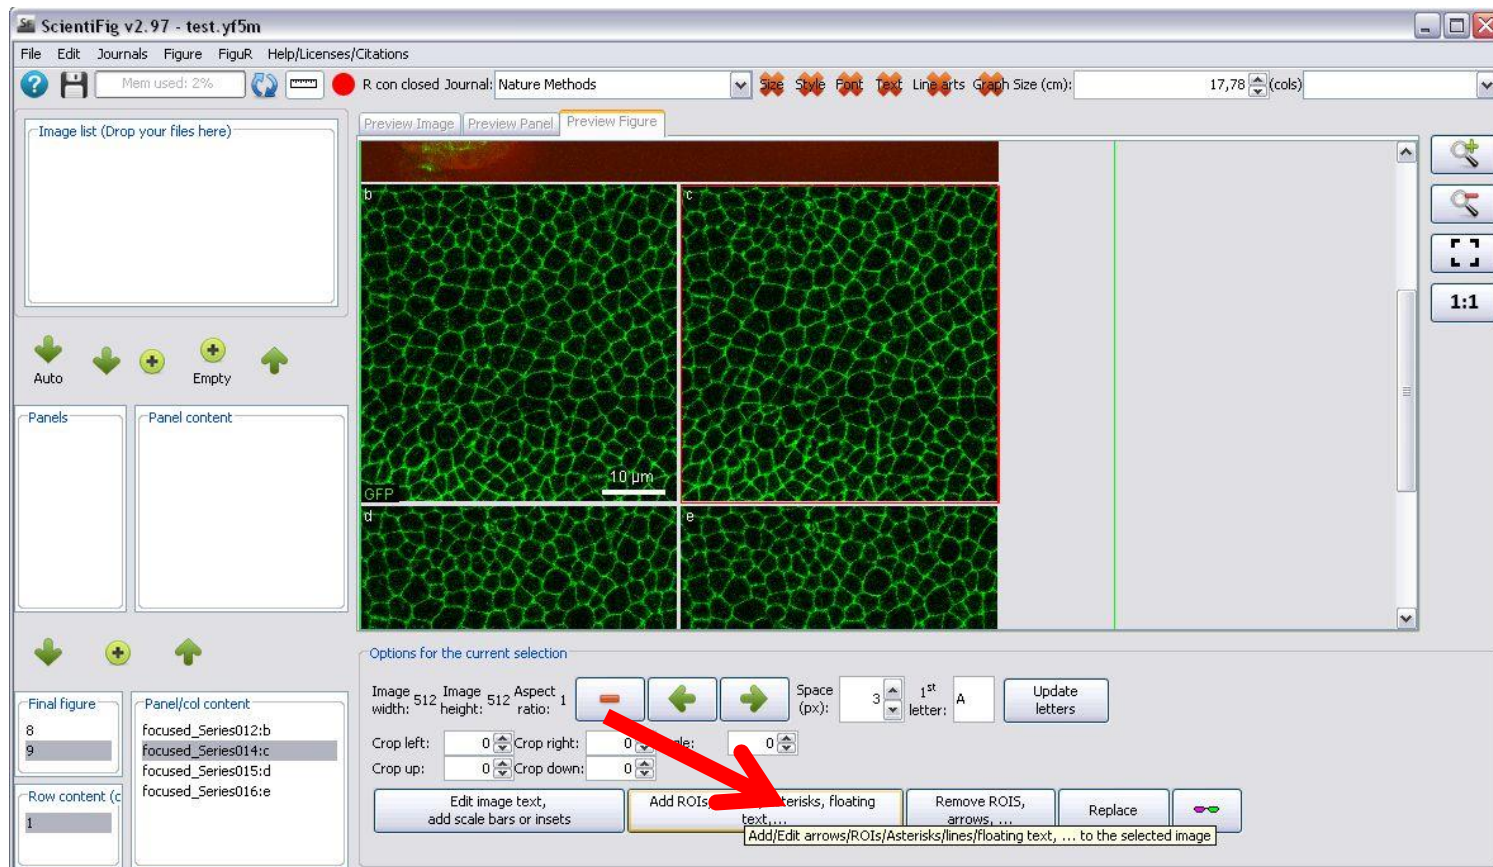 ScientiFig v2.97 - test.yf5m
File Edit Journals Figure FiguR Help/Licenses/Citations
Mem used: 2% R con closed Journal: Nature Methods Size Style Font Text Line arts Graph Size (cm): 17,78 (cols)
Image list (Drop your files here)
Preview Image Preview Panel Preview Figure
b c
1:1
Auto Empty
Panels Panel content
10 µm
GFP
d e
Options for the current selection
Image width: 512 Image height: 512 Aspect ratio: 1 Space (px): 3 1st letter: A Update letters
Final figure Panel/col content
8 focused_Series012:b
9 focused_Series014:c
focused_Series015:d
focused_Series016:e
Crop left: 0 Crop right: 0 0
Crop up: 0 Crop down: 0
Row content (c
1
Edit image text, add scale bars or insets
Add ROIs, floating text,...
Remove ROIS, arrows, ...
Replace
Add/Edit arrows/ROIs/Asterisks/lines/floating text, ... to the selected image